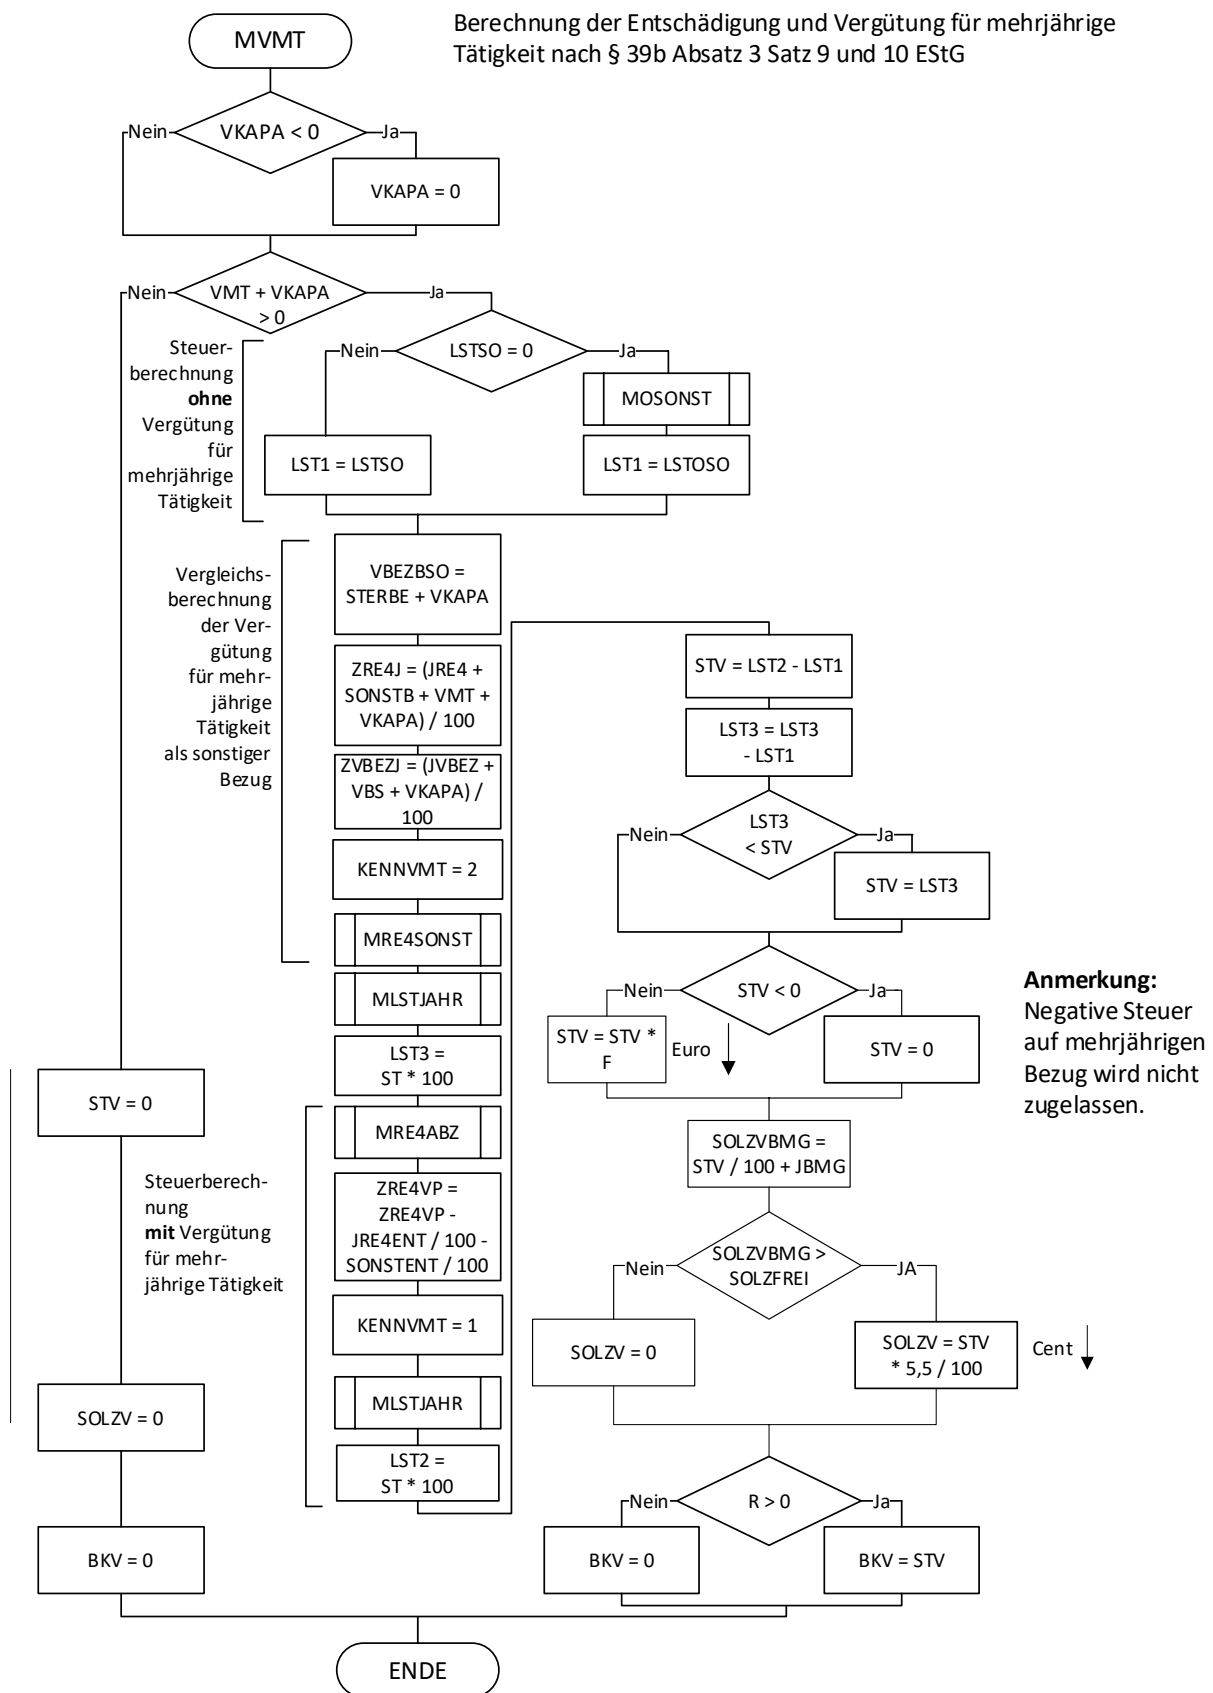 Berechnung der Entschädigung und Vergütung für mehrjährige
Tätigkeit nach § 39b Absatz 3 Satz 9 und 10 EStG
MVMT
Nein
VKAPA < 0
Ja
VKAPA = 0
Nein
VMT + VKAPA
> 0
Ja
Steuer-
berechnung
ohne
Vergütung
für
mehrjährige
Tätigkeit
Nein
LSTSO = 0
Ja
MOSONST
LST1 = LSTSO
LST1 = LSTOSO
Vergleichs-
berechnung
der Ver-
gütung
für mehr-
jährige
Tätigkeit
als sonstiger
Bezug
VBEZBSO =
STERBE + VKAPA
ZRE4J = (JRE4 +
SONSTB + VMT +
VKAPA) / 100
ZVBEZJ = (JVBEZ +
VBS + VKAPA) /
100
KENNVMT = 2
MRE4SONST
MLSTJAHR
LST3 =
ST * 100
STV = 0
Steuerberech-
nung
mit Vergütung
für mehr-
jährige Tätigkeit
MRE4ABZ
ZRE4VP =
ZRE4VP -
JRE4ENT / 100 -
SONSTENT / 100
KENNVMT = 1
MLSTJAHR
LST2 =
ST * 100
SOLZV = 0
BKV = 0
STV = LST2 - LST1
LST3 = LST3
- LST1
Nein
LST3
< STV
Ja
STV = LST3
Nein
STV < 0
Ja
STV = STV *
F
Euro
STV = 0
Anmerkung:
Negative Steuer
auf mehrjährigen
Bezug wird nicht
zugelassen.
SOLZVBMG =
STV / 100 + JBMG
Nein
SOLZVBMG >
SOLZFREI
JA
SOLZV = 0
SOLZV = STV
* 5,5 / 100
Cent
Nein
R > 0
Ja
BKV = 0
BKV = STV
ENDE